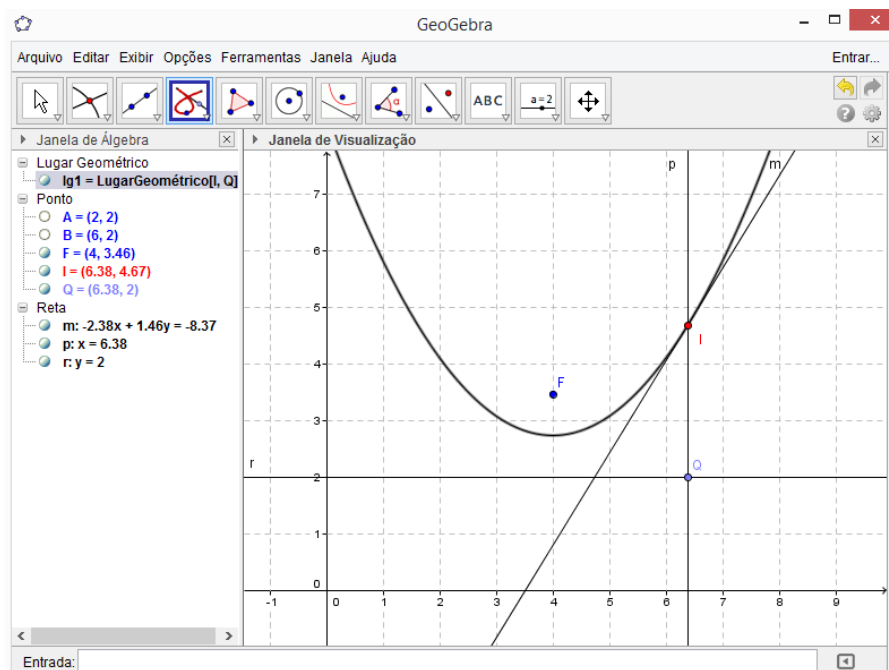 GeoGebra
Arquivo Editar Exibir Opções Ferramentas Janela Ajuda
Entrar...
ABC
a=2
α
Janela de Álgebra
Lugar Geométrico
lg1 = LugarGeométrico[I, Q]
Ponto
A = (2, 2)
B = (6, 2)
F = (4, 3.46)
I = (6.38, 4.67)
Q = (6.38, 2)
Reta
m: -2.38x + 1.46y = -8.37
p: x = 6.38
r: y = 2
Janela de Visualização
p
m
7
6
5
4
3
2
1
0
F
I
Q
r
-1 0 1 2 3 4 5 6 7 8 9
Entrada: